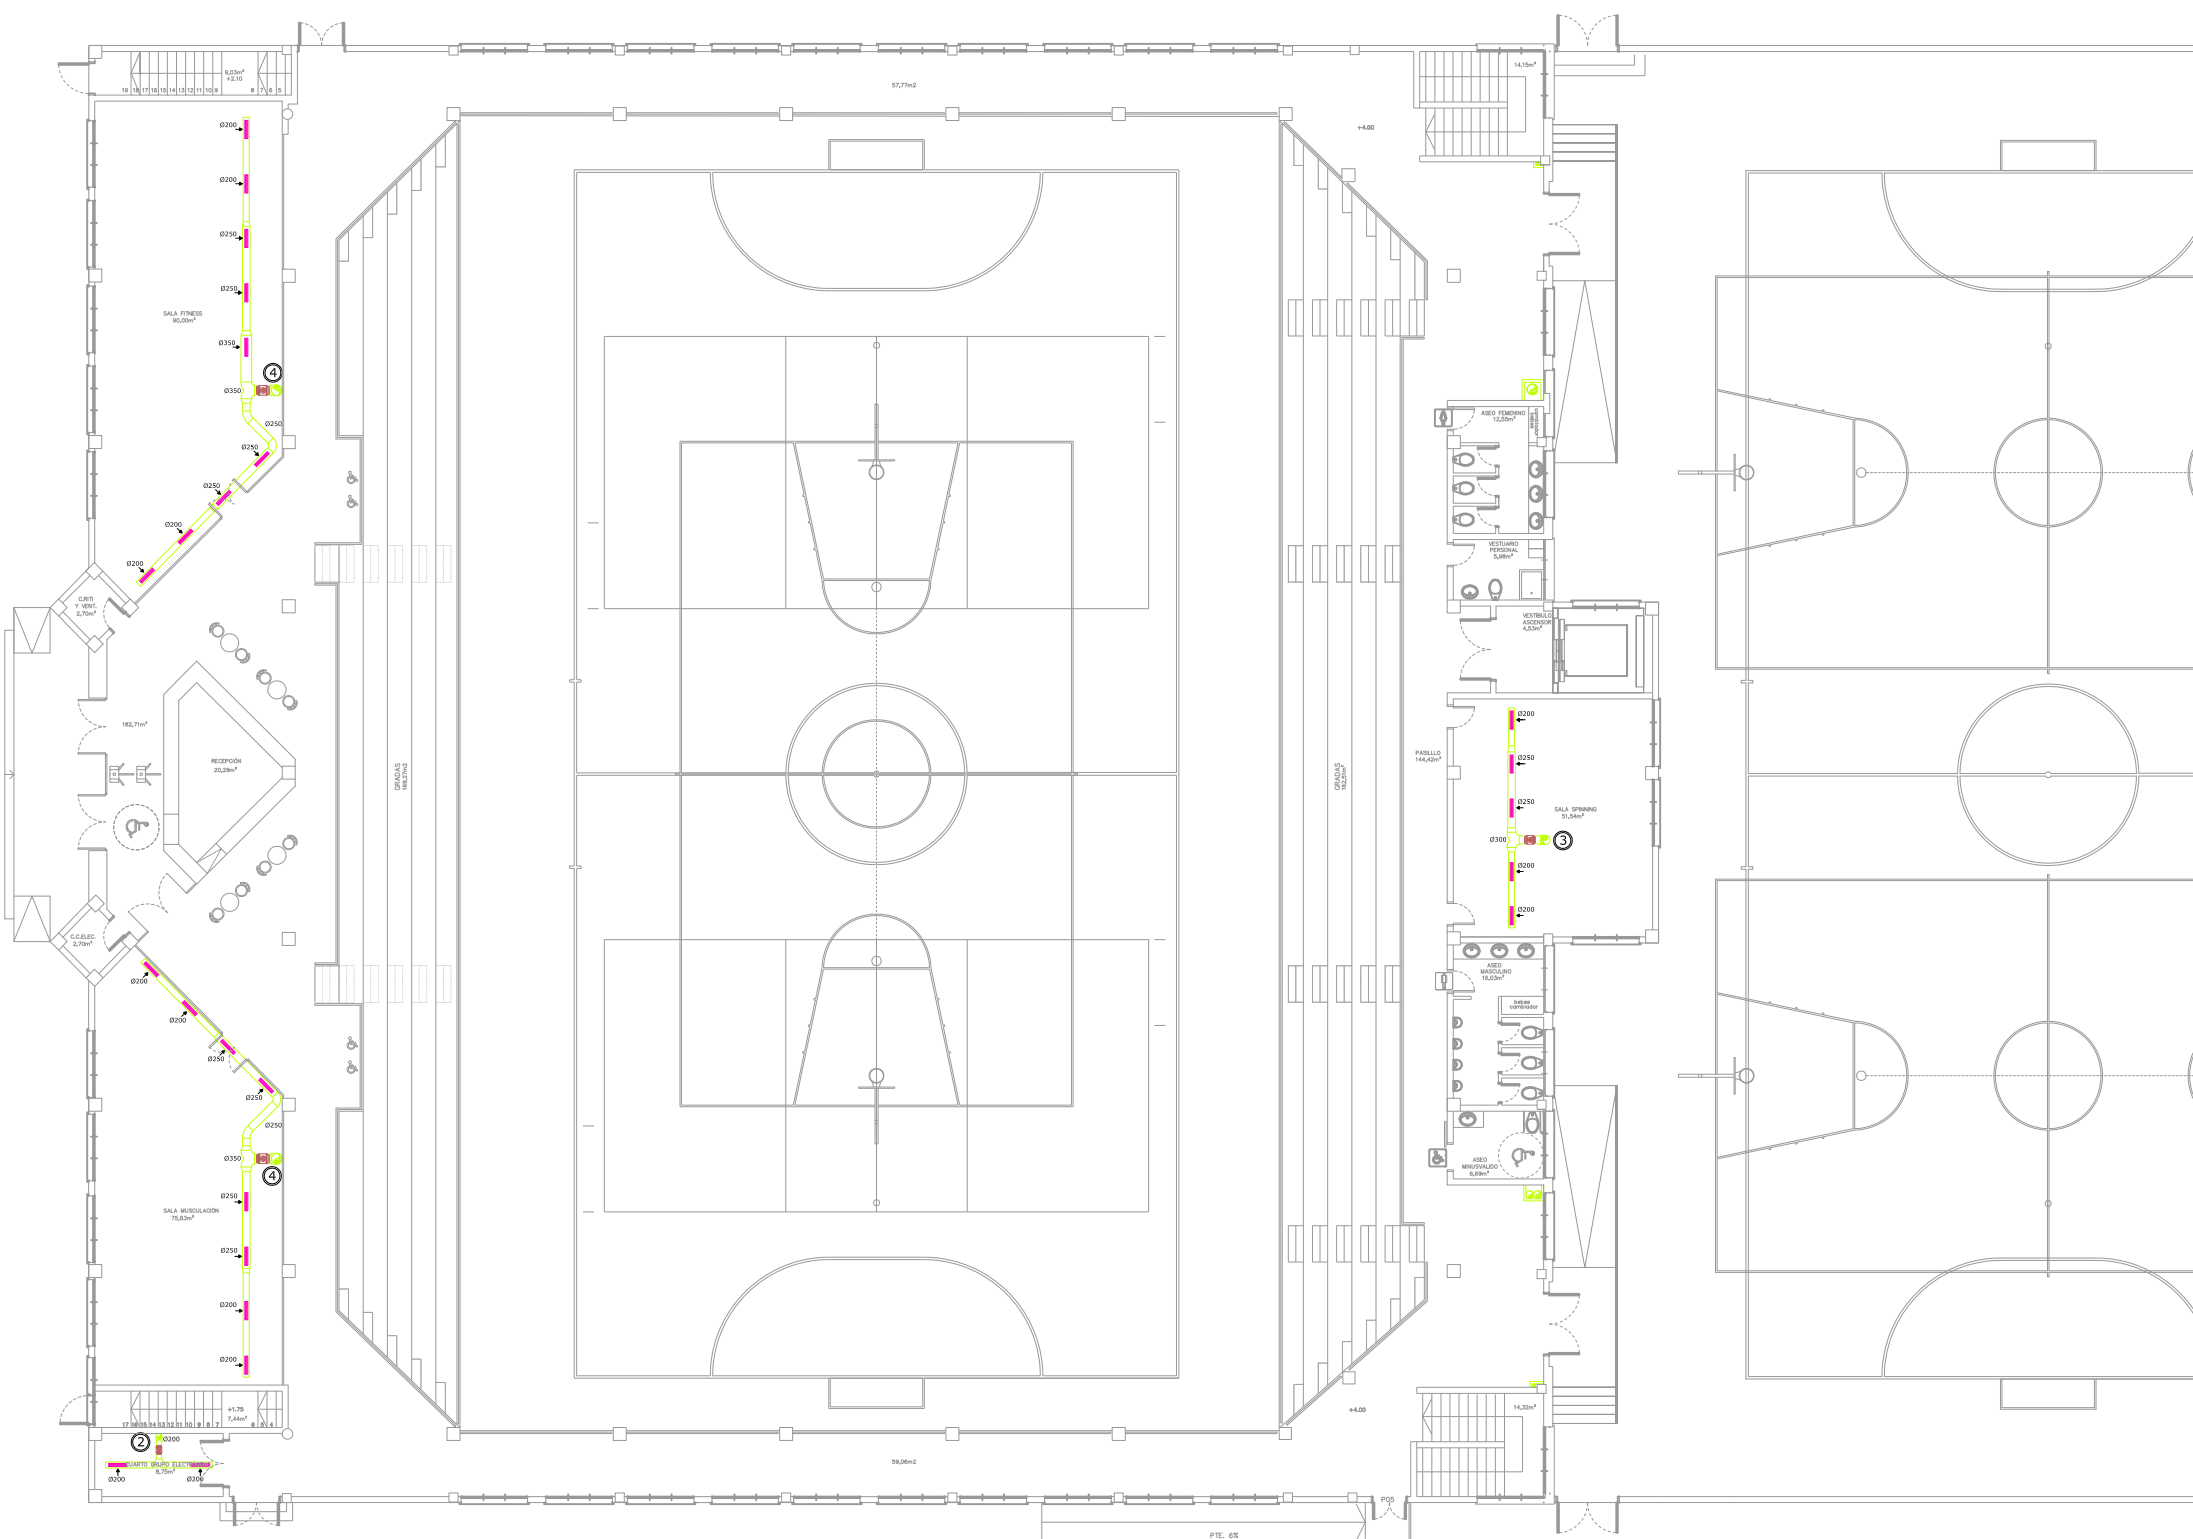 9,03m²
+2.10
19 18 17 16 15 14 13 12 11 10 9 8 7 6 5
57,77m2
14,15m²
+4.00
Ø200
Ø200
Ø250
Ø250
SALA FITNESS
90,00m²
Ø350
4
Ø350
Ø250
Ø250
Ø250
Ø200
Ø200
ASEO FEMENINO
12,55m²
cambiador
bebes
VESTUARIO
PERSONAL
5,98m²
C.RITI
Y VENT.
2,70m²
VESTIBULO
ASCENSOR
4,53m²
182,71m²
RECEPCIÓN
20,29m²
GRADAS
169,27m2
GRADAS
PASILLLO
144,42m²
Ø200
Ø250
Ø250
SALA SPINNING
51,54m²
Ø300
3
Ø200
Ø200
C.C.ELEC.
2,70m²
ASEO
MASCULINO
16,03m²
bebes
cambiador
Ø200
Ø200
Ø250
Ø250
Ø250
Ø350
4
ASEO
MINUSVALIDO
6,89m²
Ø250
SALA MUSCULACIÓN
75,63m²
Ø250
Ø200
Ø200
+1.75
7,44m²
17 16 15 14 13 12 11 10 9 8 7 6 5 4
+4.00
14,32m²
2
Ø200
CUARTO GRUPO
8,75m²
Ø200
Ø200
59,08m2
P05
PTE. 6%